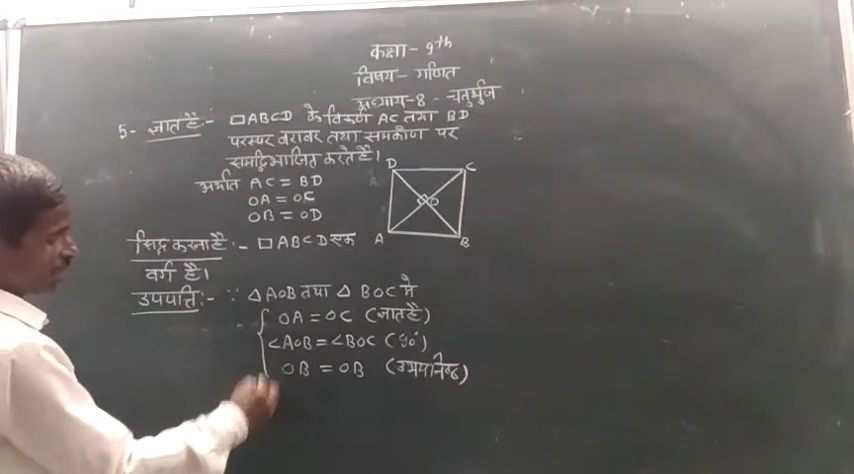 कक्षा - 9th
विषय - गणित
अध्याय-8 - चतुर्भुज
5- ज्ञात है:- □ABCD के विकर्ण AC तथा BD
परस्पर बराबर तथा समकोण पर
समद्विभाजित करते हैं।
अर्थात AC = BD
OA = OC
OB = OD
D C
O
A B
सिद्ध करना है:- □ABCD एक
वर्ग है।
उपपत्ति:- ∵ △AOB तथा △BOC में
OA = OC (ज्ञात है)
∠AOB = ∠BOC (90°)
OB = OB (उभयनिष्ठ)